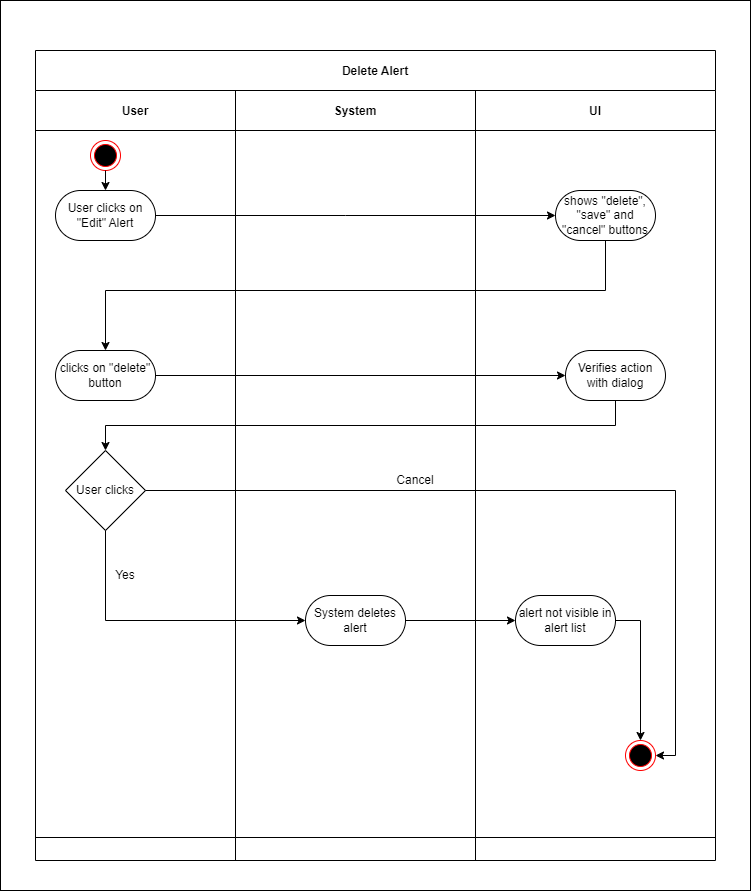 Delete Alert
User
System
UI
User clicks on
"Edit" Alert
shows "delete",
"save" and
"cancel" buttons
clicks on "delete"
button
Verifies action
with dialog
User clicks
Cancel
Yes
System deletes
alert
alert not visible in
alert list